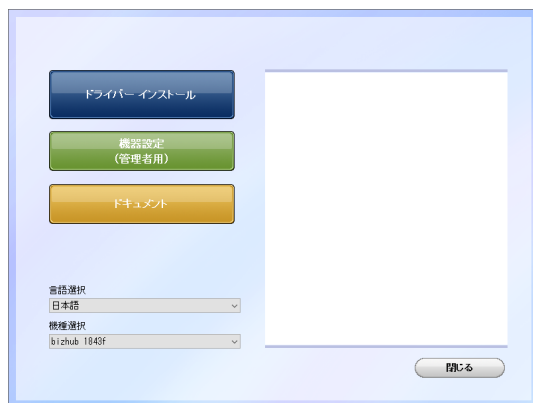 ドライバー インストール
機器設定
(管理者用)
ドキュメント
言語選択
日本語
機種選択
bizhub 1843f
閉じる